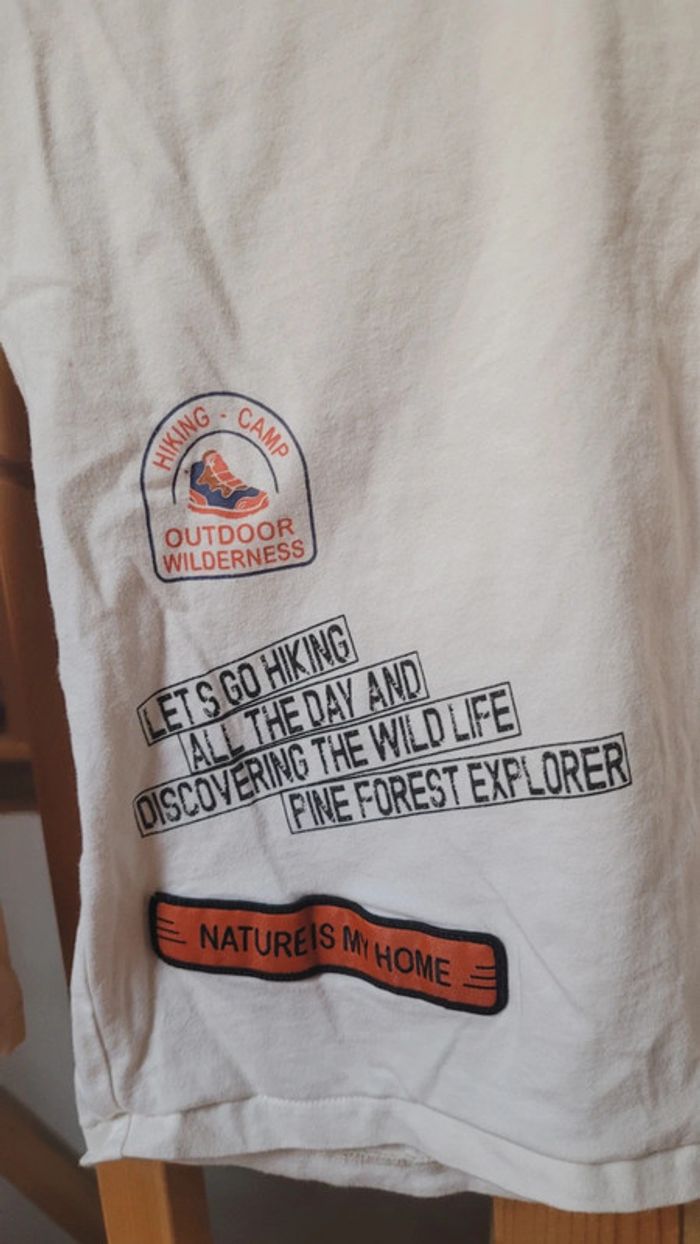 HIKING - CAMP
OUTDOOR
WILDERNESS
LET S GO HIKING
ALL THE DAY AND
DISCOVERING THE WILD LIFE
PINE FOREST EXPLORER
NATURE IS MY HOME